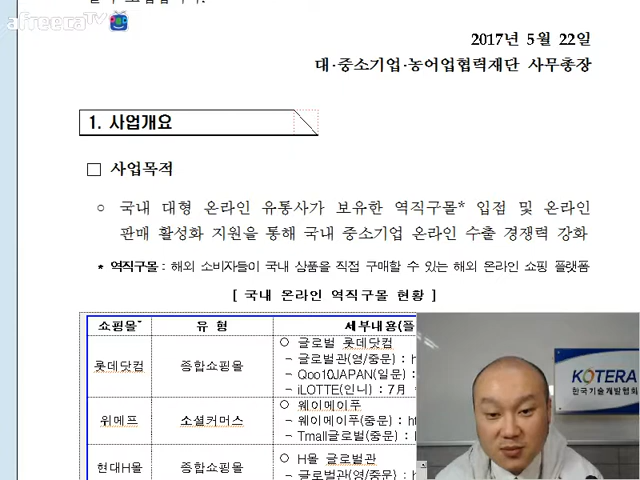 afreecaTV
2017년 5월 22일
대·중소기업·농어업협력재단 사무총장
1. 사업개요
□ 사업목적
○ 국내 대형 온라인 유통사가 보유한 역직구몰* 입점 및 온라인
판매 활성화 지원을 통해 국내 중소기업 온라인 수출 경쟁력 강화
* 역직구몰 : 해외 소비자들이 국내 상품을 직접 구매할 수 있는 해외 온라인 쇼핑 플랫폼
[ 국내 온라인 역직구몰 현황 ]
쇼핑몰 유 형 세부내용(플
롯데닷컴 종합쇼핑몰
○ 글로벌 롯데닷컴
- 글로벌관(영/중문) :
- Qoo10JAPAN(일문) :
- iLOTTE(인니) : 7월
위메프 소셜커머스
○ 웨이메이푸
- 웨이메이푸(중문) : ht
- Tmall글로벌(중문) :
현대H몰 종합쇼핑몰
○ H몰 글로벌관
- 글로벌관(영/중문) :
KOTERA
한국기술개발협회